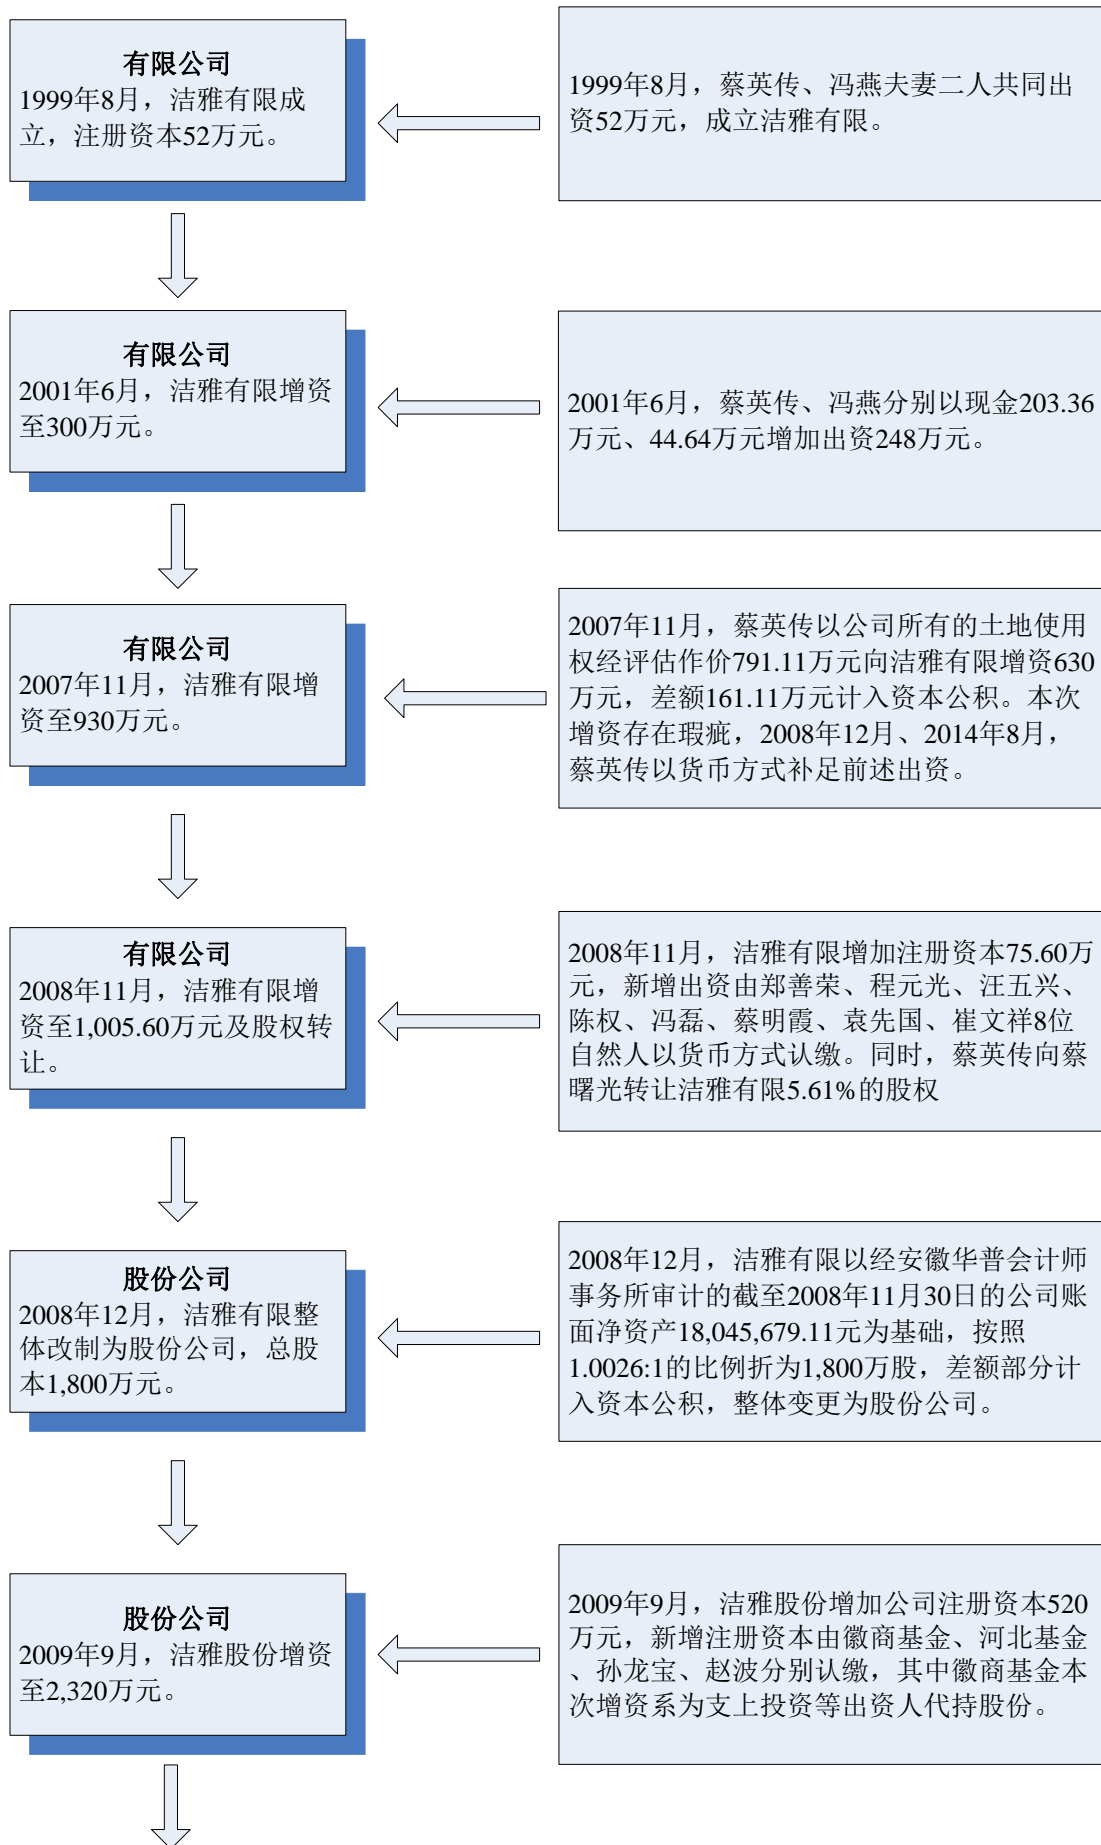 有限公司
1999年8月，洁雅有限成
立，注册资本52万元。
1999年8月，蔡英传、冯燕夫妻二人共同出
资52万元，成立洁雅有限。
有限公司
2001年6月，洁雅有限增资
至300万元。
2001年6月，蔡英传、冯燕分别以现金203.36
万元、44.64万元增加出资248万元。
有限公司
2007年11月，洁雅有限增
资至930万元。
2007年11月，蔡英传以公司所有的土地使用
权经评估作价791.11万元向洁雅有限增资630
万元，差额161.11万元计入资本公积。本次
增资存在瑕疵，2008年12月、2014年8月，
蔡英传以货币方式补足前述出资。
有限公司
2008年11月，洁雅有限增
资至1,005.60万元及股权转
让。
2008年11月，洁雅有限增加注册资本75.60万
元，新增出资由郑善荣、程元光、汪五兴、
陈权、冯磊、蔡明霞、袁先国、崔文祥8位
自然人以货币方式认缴。同时，蔡英传向蔡
曙光转让洁雅有限5.61%的股权
股份公司
2008年12月，洁雅有限整
体改制为股份公司，总股
本1,800万元。
2008年12月，洁雅有限以经安徽华普会计师
事务所审计的截至2008年11月30日的公司账
面净资产18,045,679.11元为基础，按照
1.0026:1的比例折为1,800万股，差额部分计
入资本公积，整体变更为股份公司。
股份公司
2009年9月，洁雅股份增资
至2,320万元。
2009年9月，洁雅股份增加公司注册资本520
万元，新增注册资本由徽商基金、河北基金
、孙龙宝、赵波分别认缴，其中徽商基金本
次增资系为支上投资等出资人代持股份。